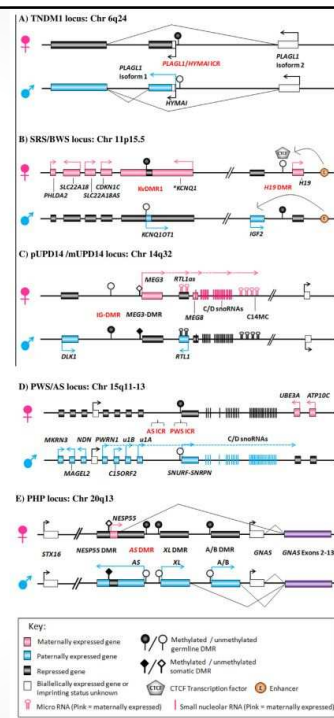 A) TNDM1 locus: Chr 6q24
PLAGL1/HYMAI ICR
PLAGL1
Isoform 2
PLAGL1
Isoform 1
HYMAI
B) SRS/BWS locus: Chr 11p15.5
CTCF
SLC22A18 CDKN1C
KvDMR1
*KCNQ1
H19 DMR
H19
E
PHLDA2 SLC22A18AS
KCNQ1OT1
IGF2
E
C) pUPD14 /mUPD14 locus: Chr 14q32
MEG3
RTL1as
IG-DMR
MEG3-DMR
MEG8
C/D snoRNAs
C14MC
DLK1
RTL1
D) PWS/AS locus: Chr 15q11-13
UBE3A ATP10C
AS ICR PWS ICR
MKRN3 NDN PWRN1 u1B u1A
C/D snoRNAs
MAGEL2 C15ORF2
SNURF-SNRPN
E) PHP locus: Chr 20q13
NESP55
STX16
NESP55 DMR
AS DMR
XL DMR
A/B DMR
GNAS
GNAS Exons 2-13
AS
XL
A/B
Key:
Maternally expressed gene
Methylated / unmethylated
germline DMR
Paternally expressed gene
Repressed gene
Methylated / unmethylated
somatic DMR
Biallelically expressed gene or
imprinting status unknown
CTCF CTCF Transcription factor
E Enhancer
Micro RNA (Pink = maternally expressed)
Small nucleolar RNA (Pink = maternally expressed)